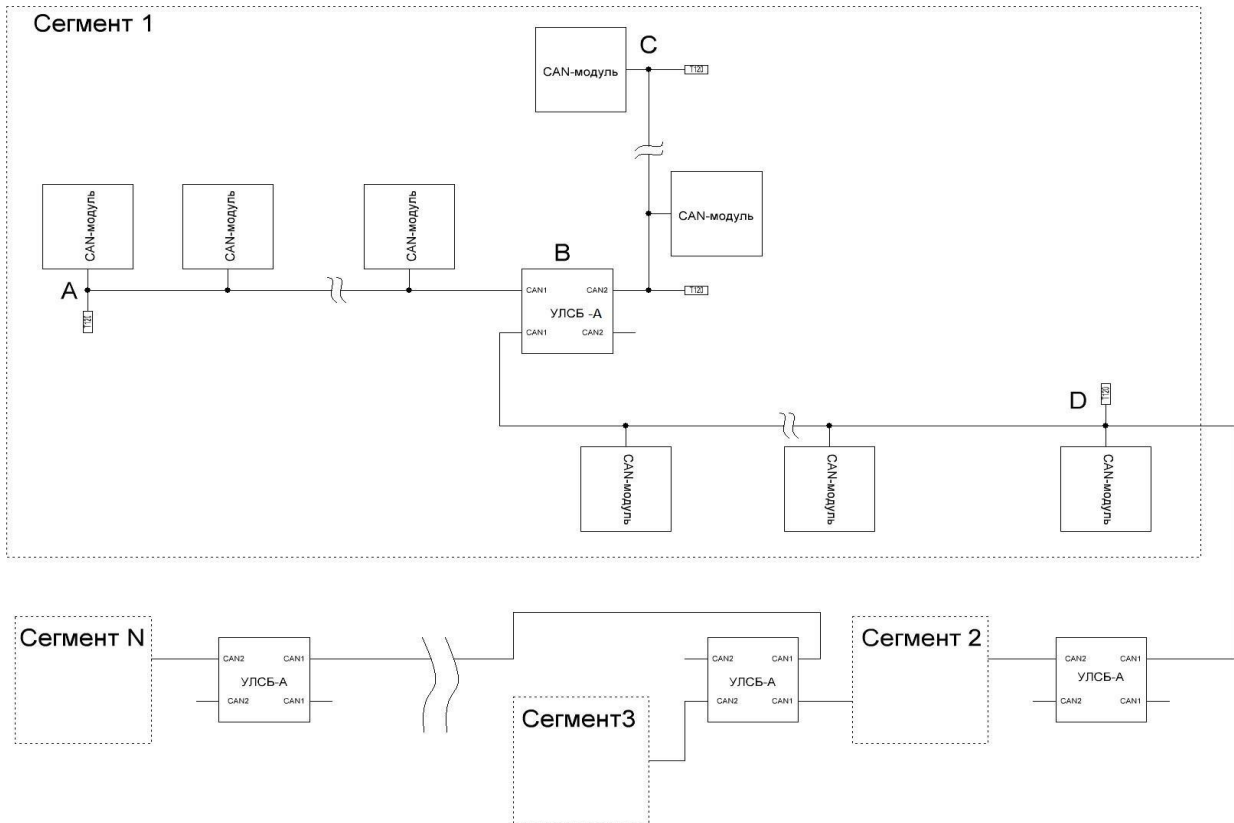 Сегмент 1
C
CAN-модуль
T120
CAN-модуль
CAN-модуль
CAN-модуль
CAN-модуль
B
A
CAN1
CAN2
T120
T120
УЛСБ -А
CAN1
CAN2
D
T120
CAN-модуль
CAN-модуль
CAN-модуль
Сегмент N
CAN2
CAN1
УЛСБ-А
CAN2
CAN1
Сегмент3
CAN2
CAN1
УЛСБ-А
CAN2
CAN1
Сегмент 2
CAN2
CAN1
УЛСБ-А
CAN2
CAN1